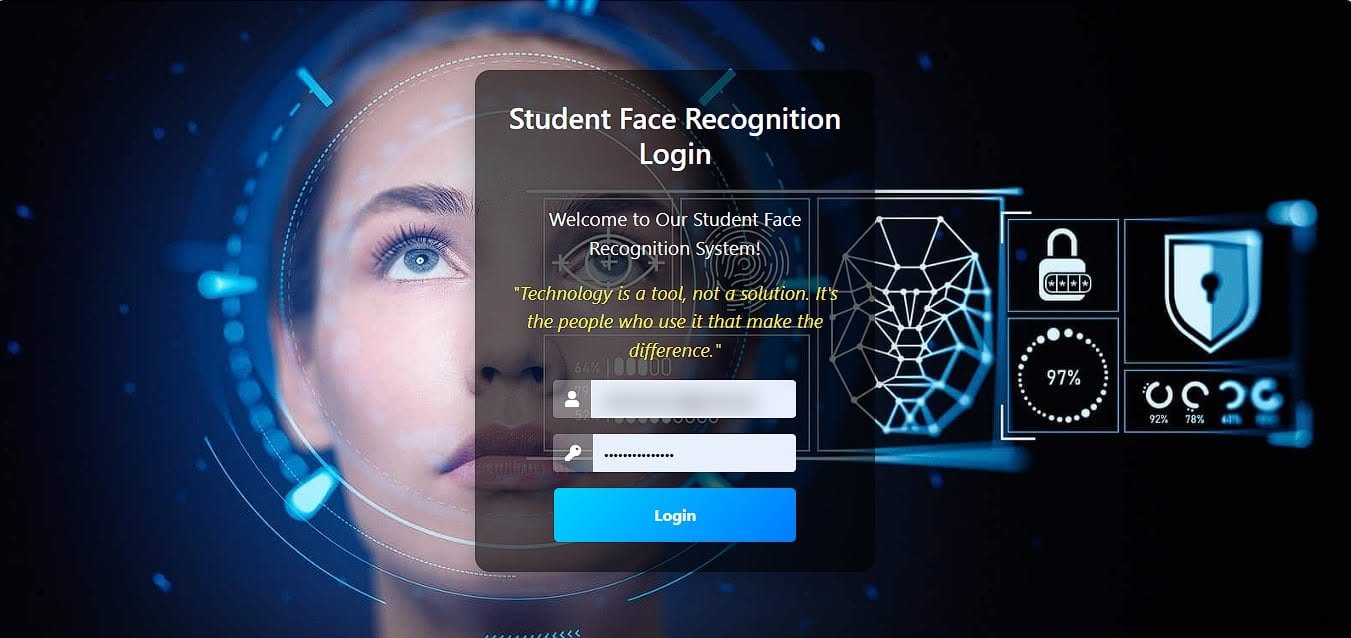 Student Face Recognition
Login
Welcome to Our Student Face
Recognition System!
"Technology is a tool, not a solution. It's
the people who use it that make the
difference."
64%
Login
97%
92% 78%